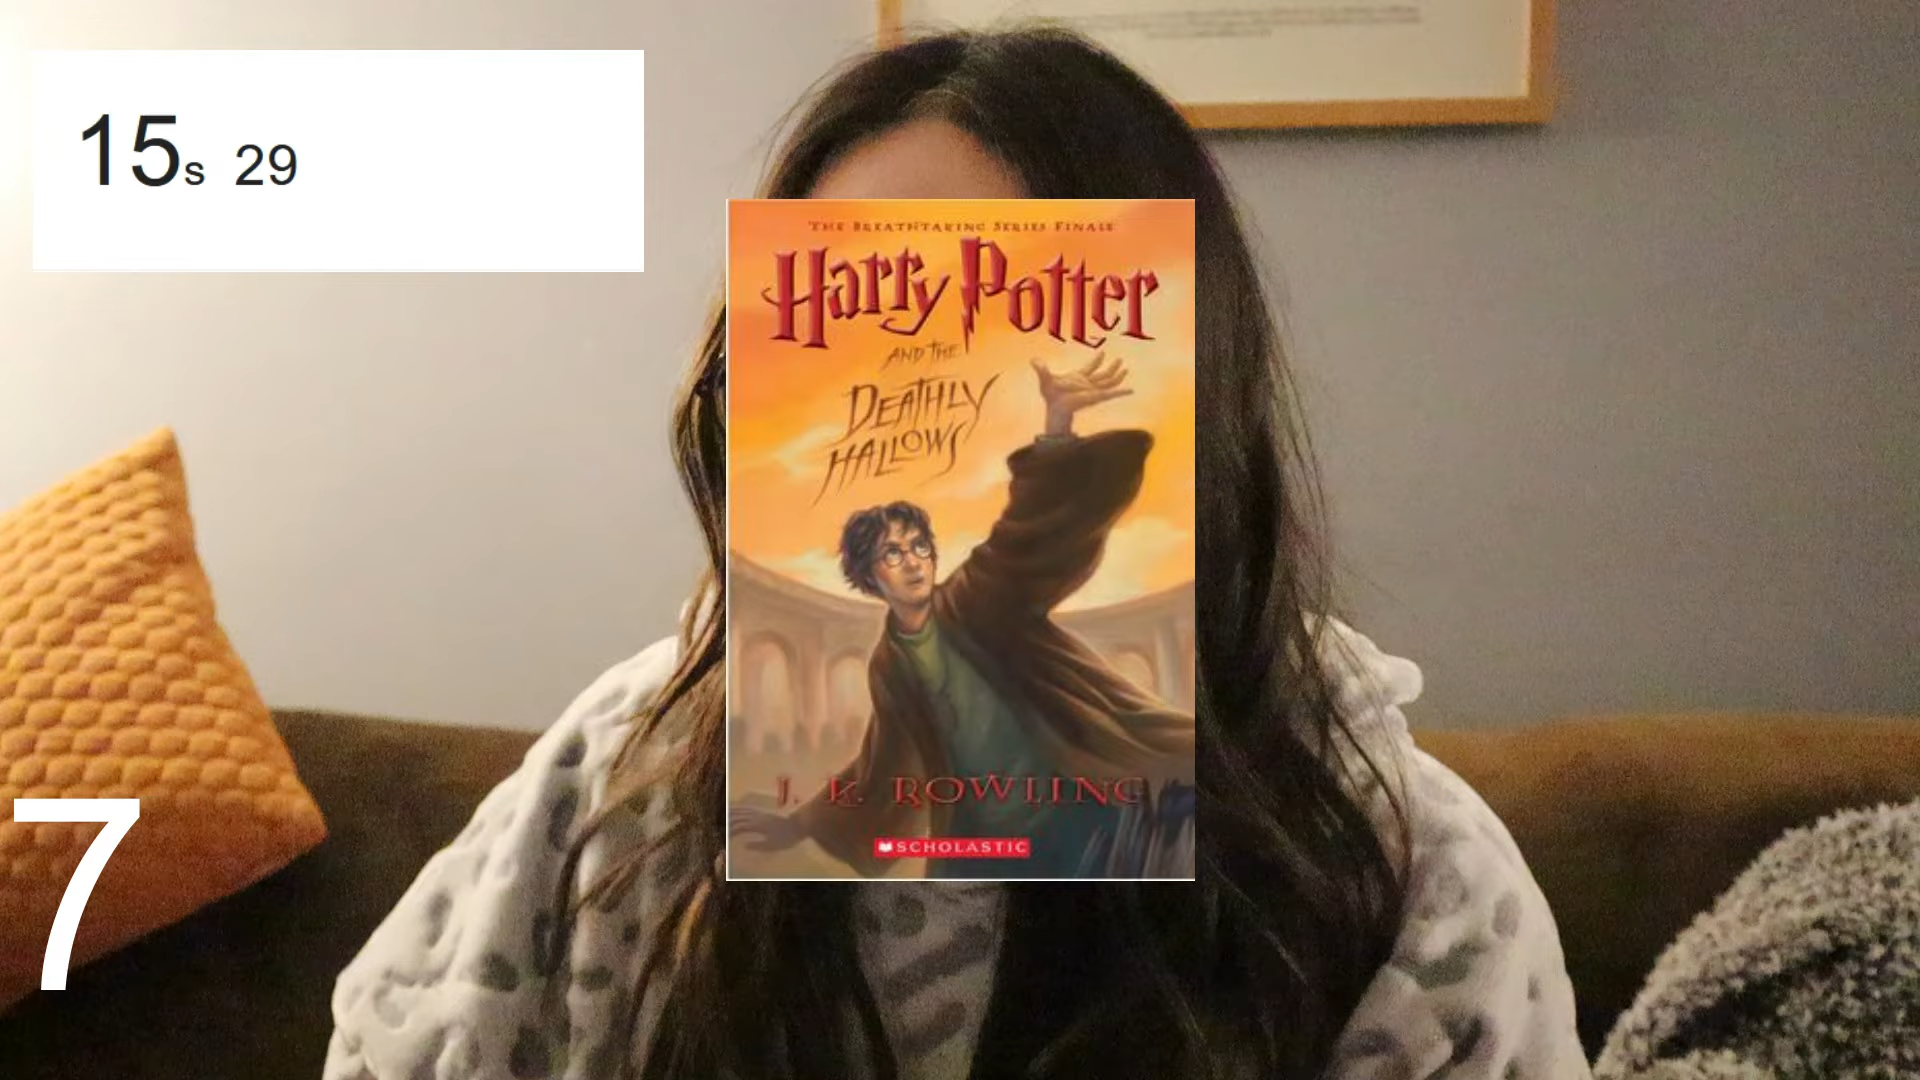 15s 29
THE BREATHTAKING SERIES FINALE
Harry Potter
AND THE
DEATHLY
HALLOWS
J. K. ROWLING
SCHOLASTIC
7